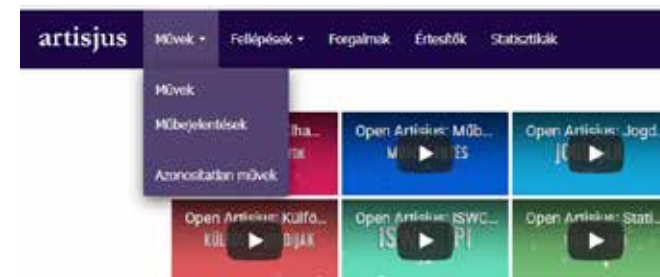 artisjus Művek Fellépések Forgalmak Értesítők Statisztikák
Művek
Műbejelentések
Azonosítatlan művek
Open Artisjus: Műb...
Open Artisjus: Jogd...
Open Artisjus: Külfö...
Open Artisjus: ISWC...
Open Artisjus: Stati...